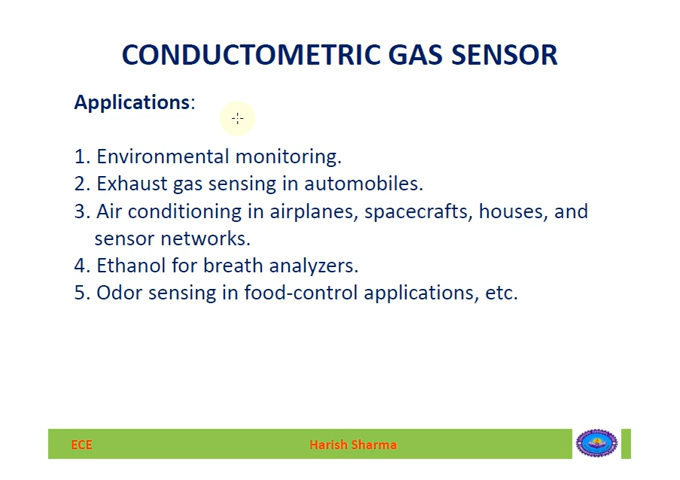 CONDUCTOMETRIC GAS SENSOR
Applications:
1. Environmental monitoring.
2. Exhaust gas sensing in automobiles.
3. Air conditioning in airplanes, spacecrafts, houses, and
sensor networks.
4. Ethanol for breath analyzers.
5. Odor sensing in food-control applications, etc.
ECE
Harish Sharma